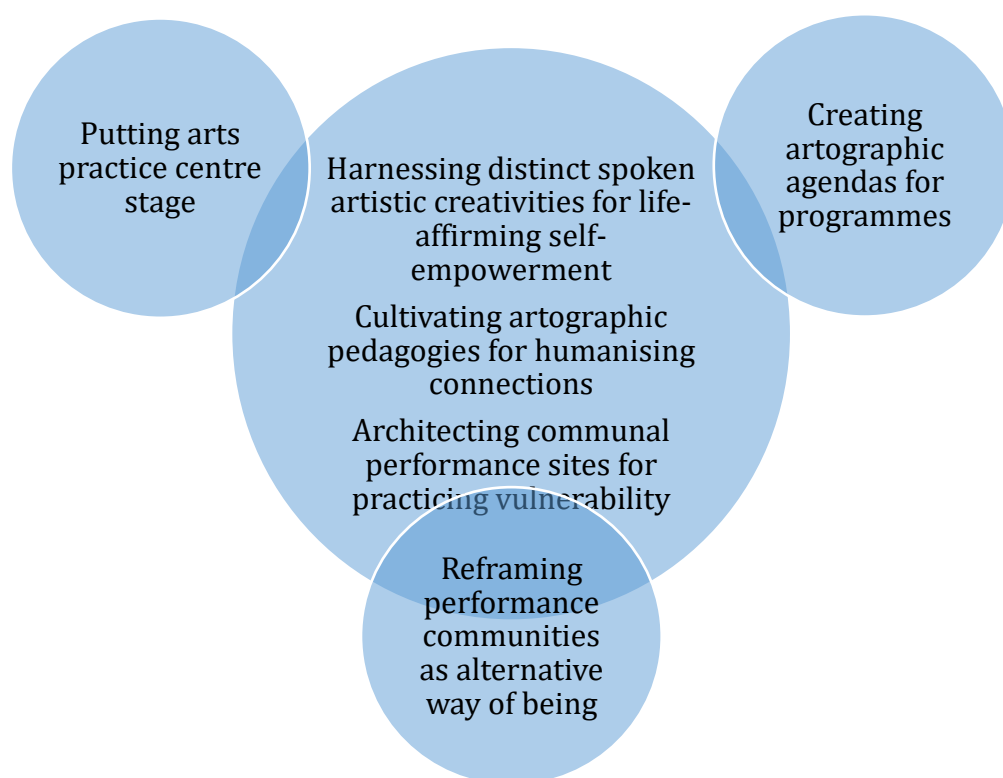 Putting arts
practice centre
stage
Harnessing distinct spoken
artistic creativities for life-
affirming self-
empowerment
Cultivating artographic
pedagogies for humanising
connections
Architecting communal
performance sites for
practicing vulnerability
Creating
artographic
agendas for
programmes
Reframing
performance
communities
as alternative
way of being